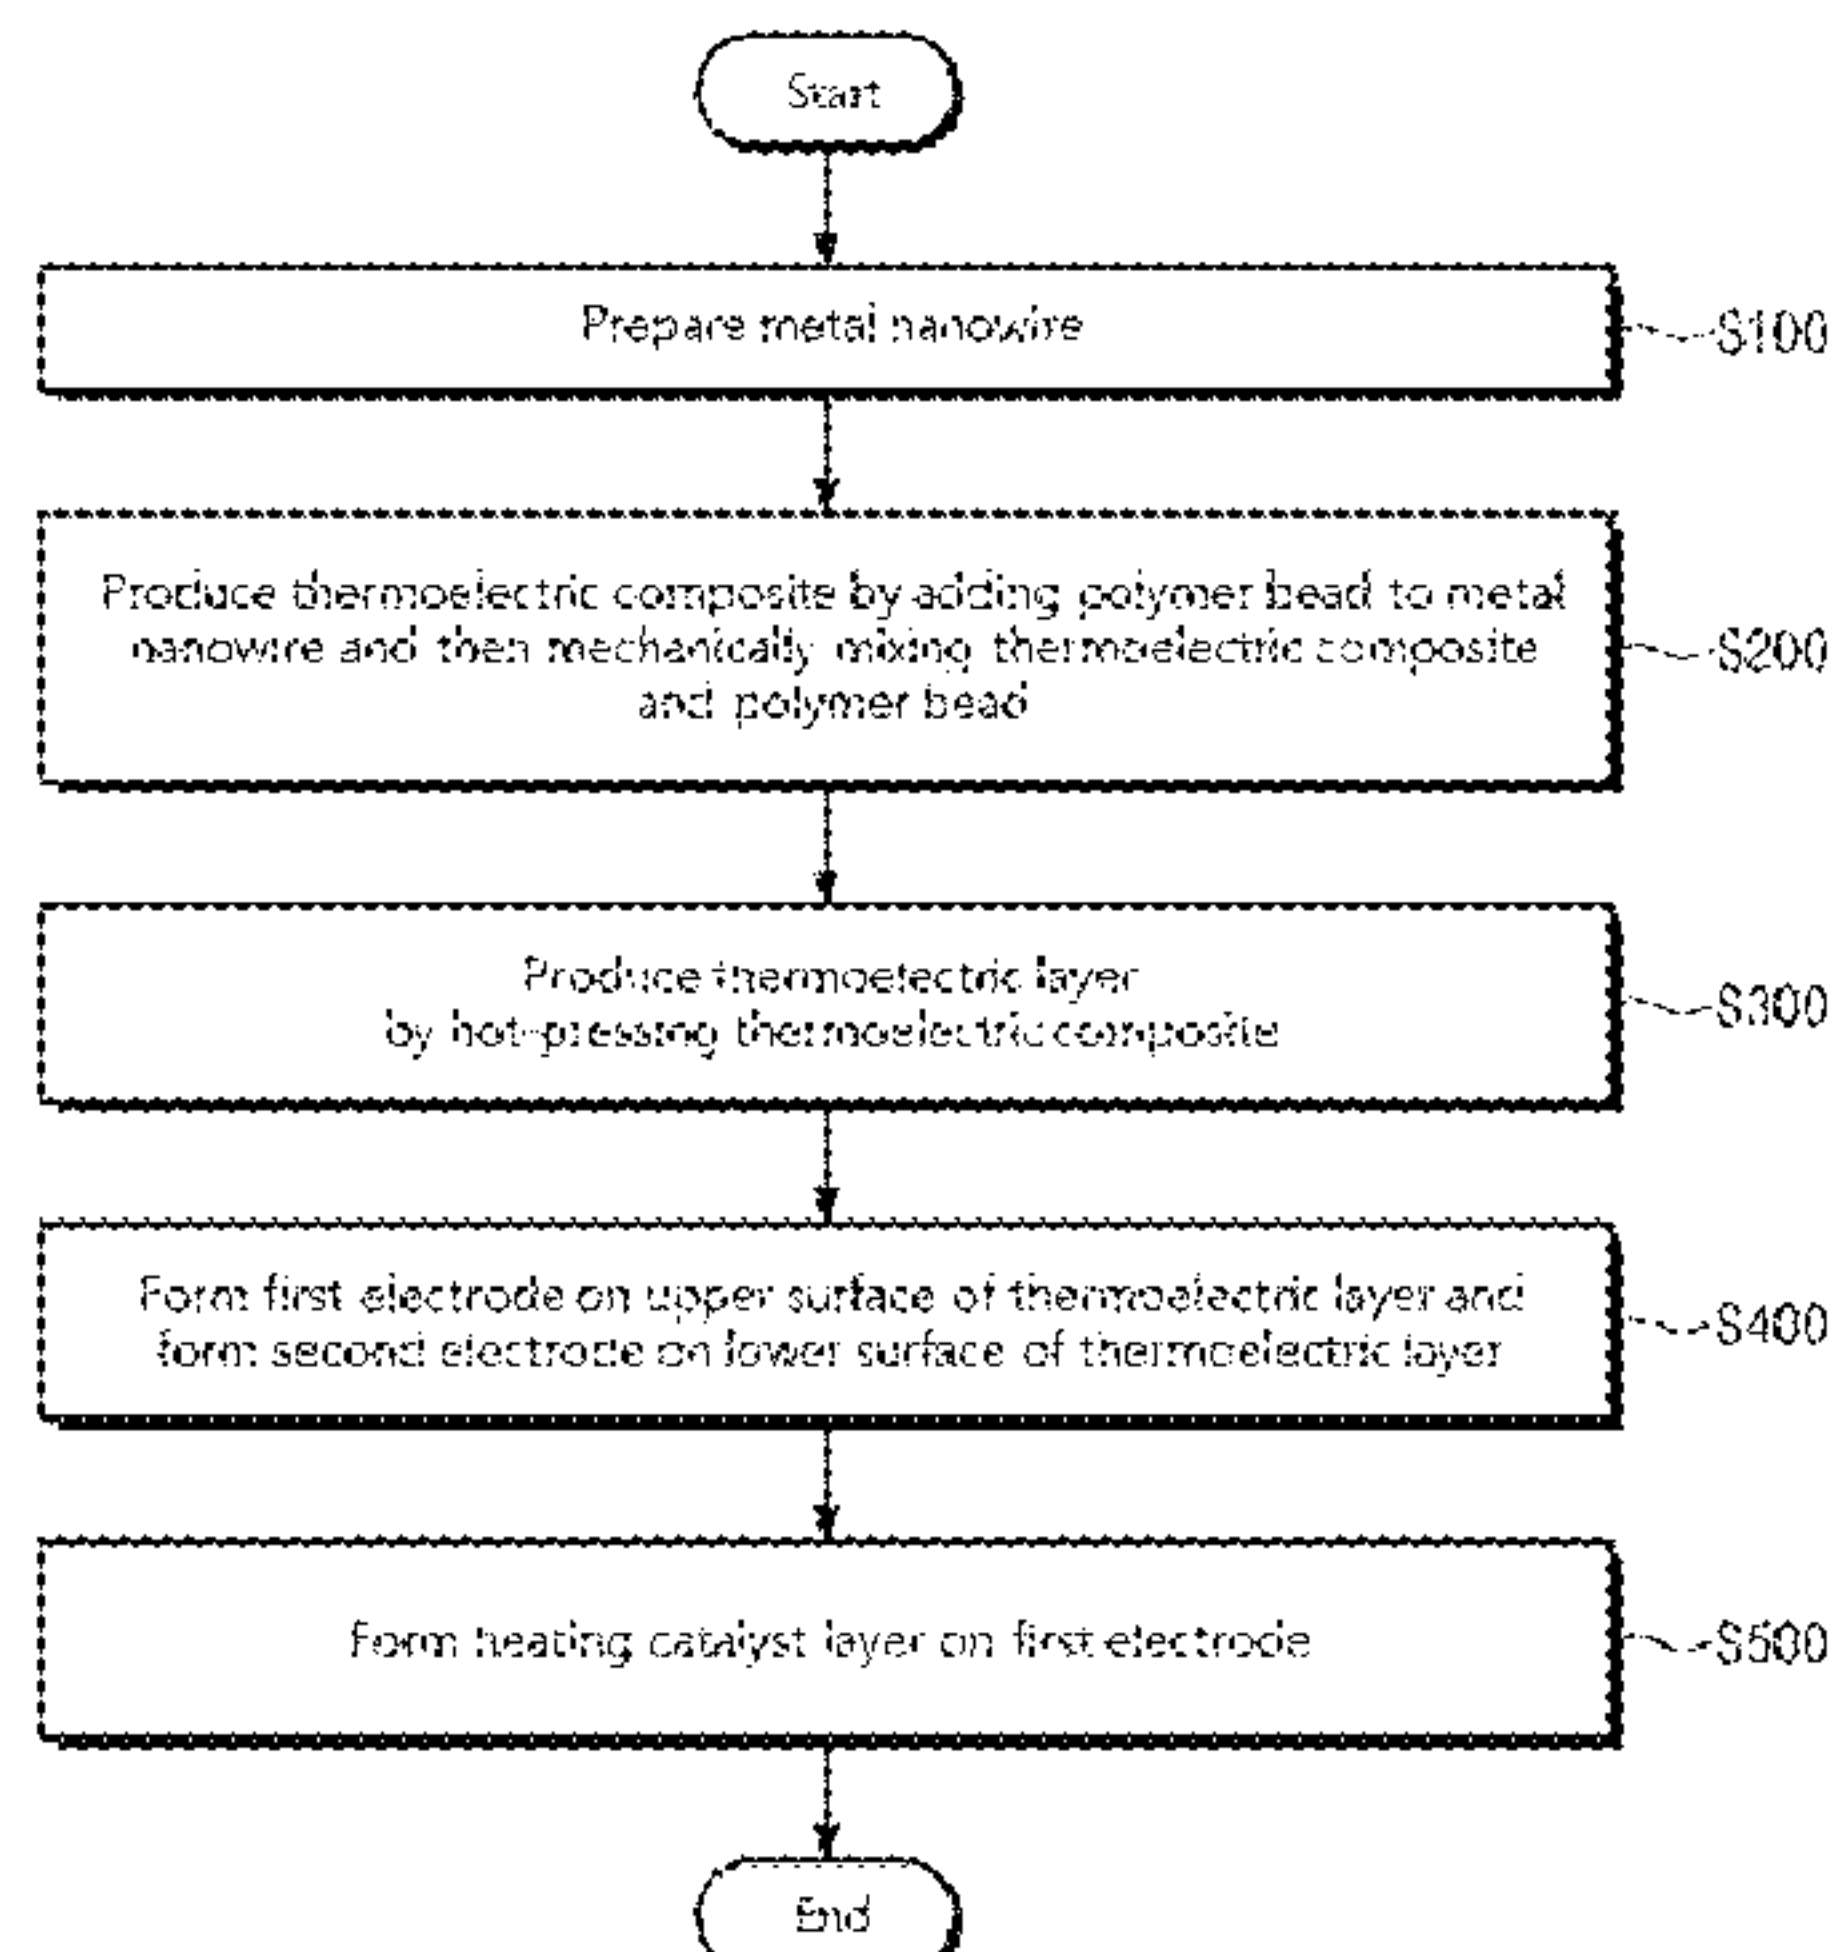 Start
Prepare metal nanowire
S100
Produce thermoelectric composite by adding polymer bead to metal
nanowire and then mechanically mixing thermoelectric composite
and polymer bead
S200
Produce thermoelectric layer
by hot-pressing thermoelectric composite
S300
Form first electrode on upper surface of thermoelectric layer and
form second electrode on lower surface of thermoelectric layer
S400
Form heating catalyst layer on first electrode
S500
End